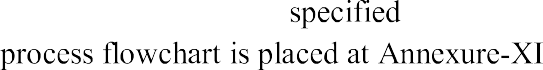 specified
process flowchart is placed at Annexure-XI